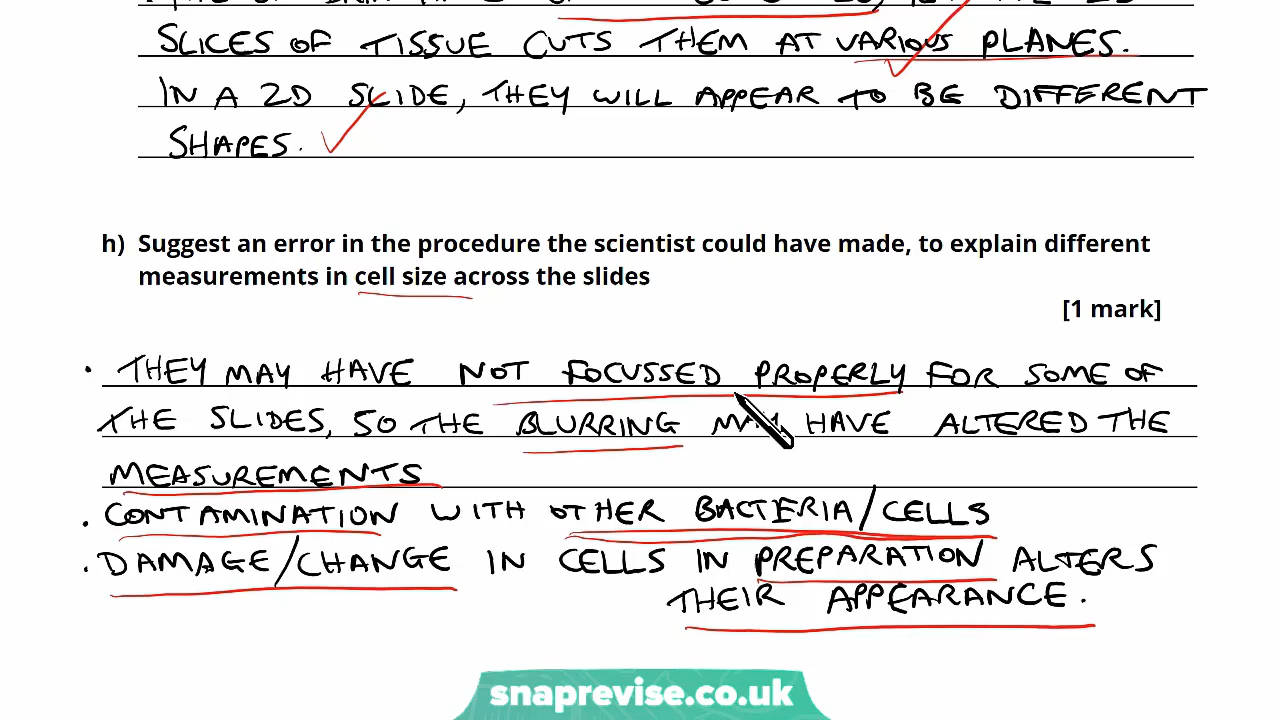 SLICES OF TISSUE CUTS THEM AT VARIOUS PLANES.
IN A 2D SLIDE, THEY WILL APPEAR TO BE DIFFERENT
SHAPES.
h) Suggest an error in the procedure the scientist could have made, to explain different
measurements in cell size across the slides
[1 mark]
• THEY MAY HAVE NOT FOCUSSED PROPERLY FOR SOME OF
THE SLIDES, SO THE BLURRING MAY HAVE ALTERED THE
MEASUREMENTS
. CONTAMINATION WITH OTHER BACTERIA/CELLS
. DAMAGE/CHANGE IN CELLS IN PREPARATION ALTERS
THEIR APPEARANCE.
snaprevise.co.uk